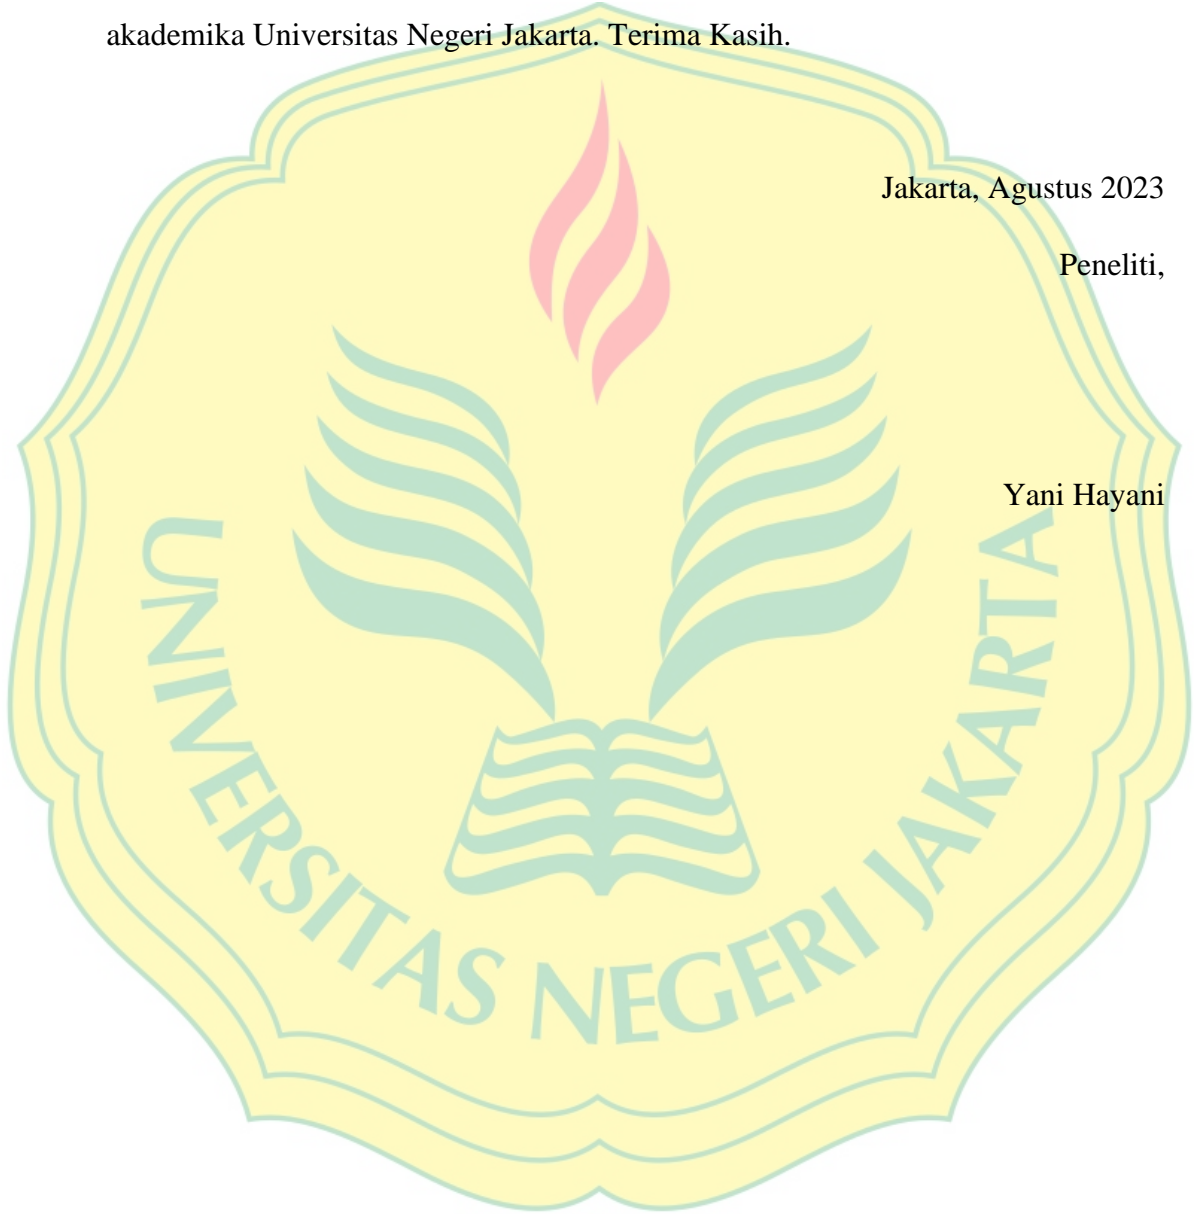 akademika Universitas Negeri Jakarta. Terima Kasih.
Jakarta, Agustus 2023
Peneliti,
Yani Hayani
UNIVERSITAS NEGERI JAKARTA